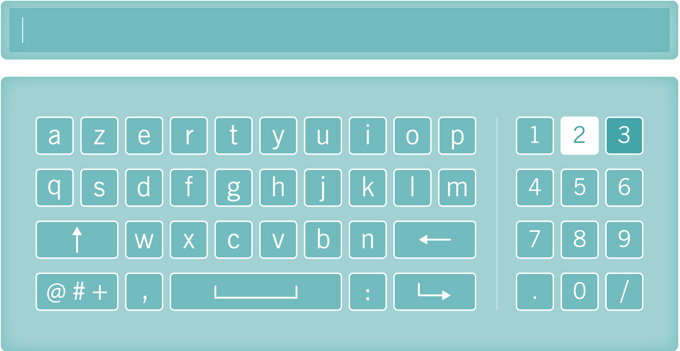 a z e r t y u i o p 1 2 3
q s d f g h j k l m 4 5 6
↑ w x c v b n ← 7 8 9
@ # + , : . 0 /